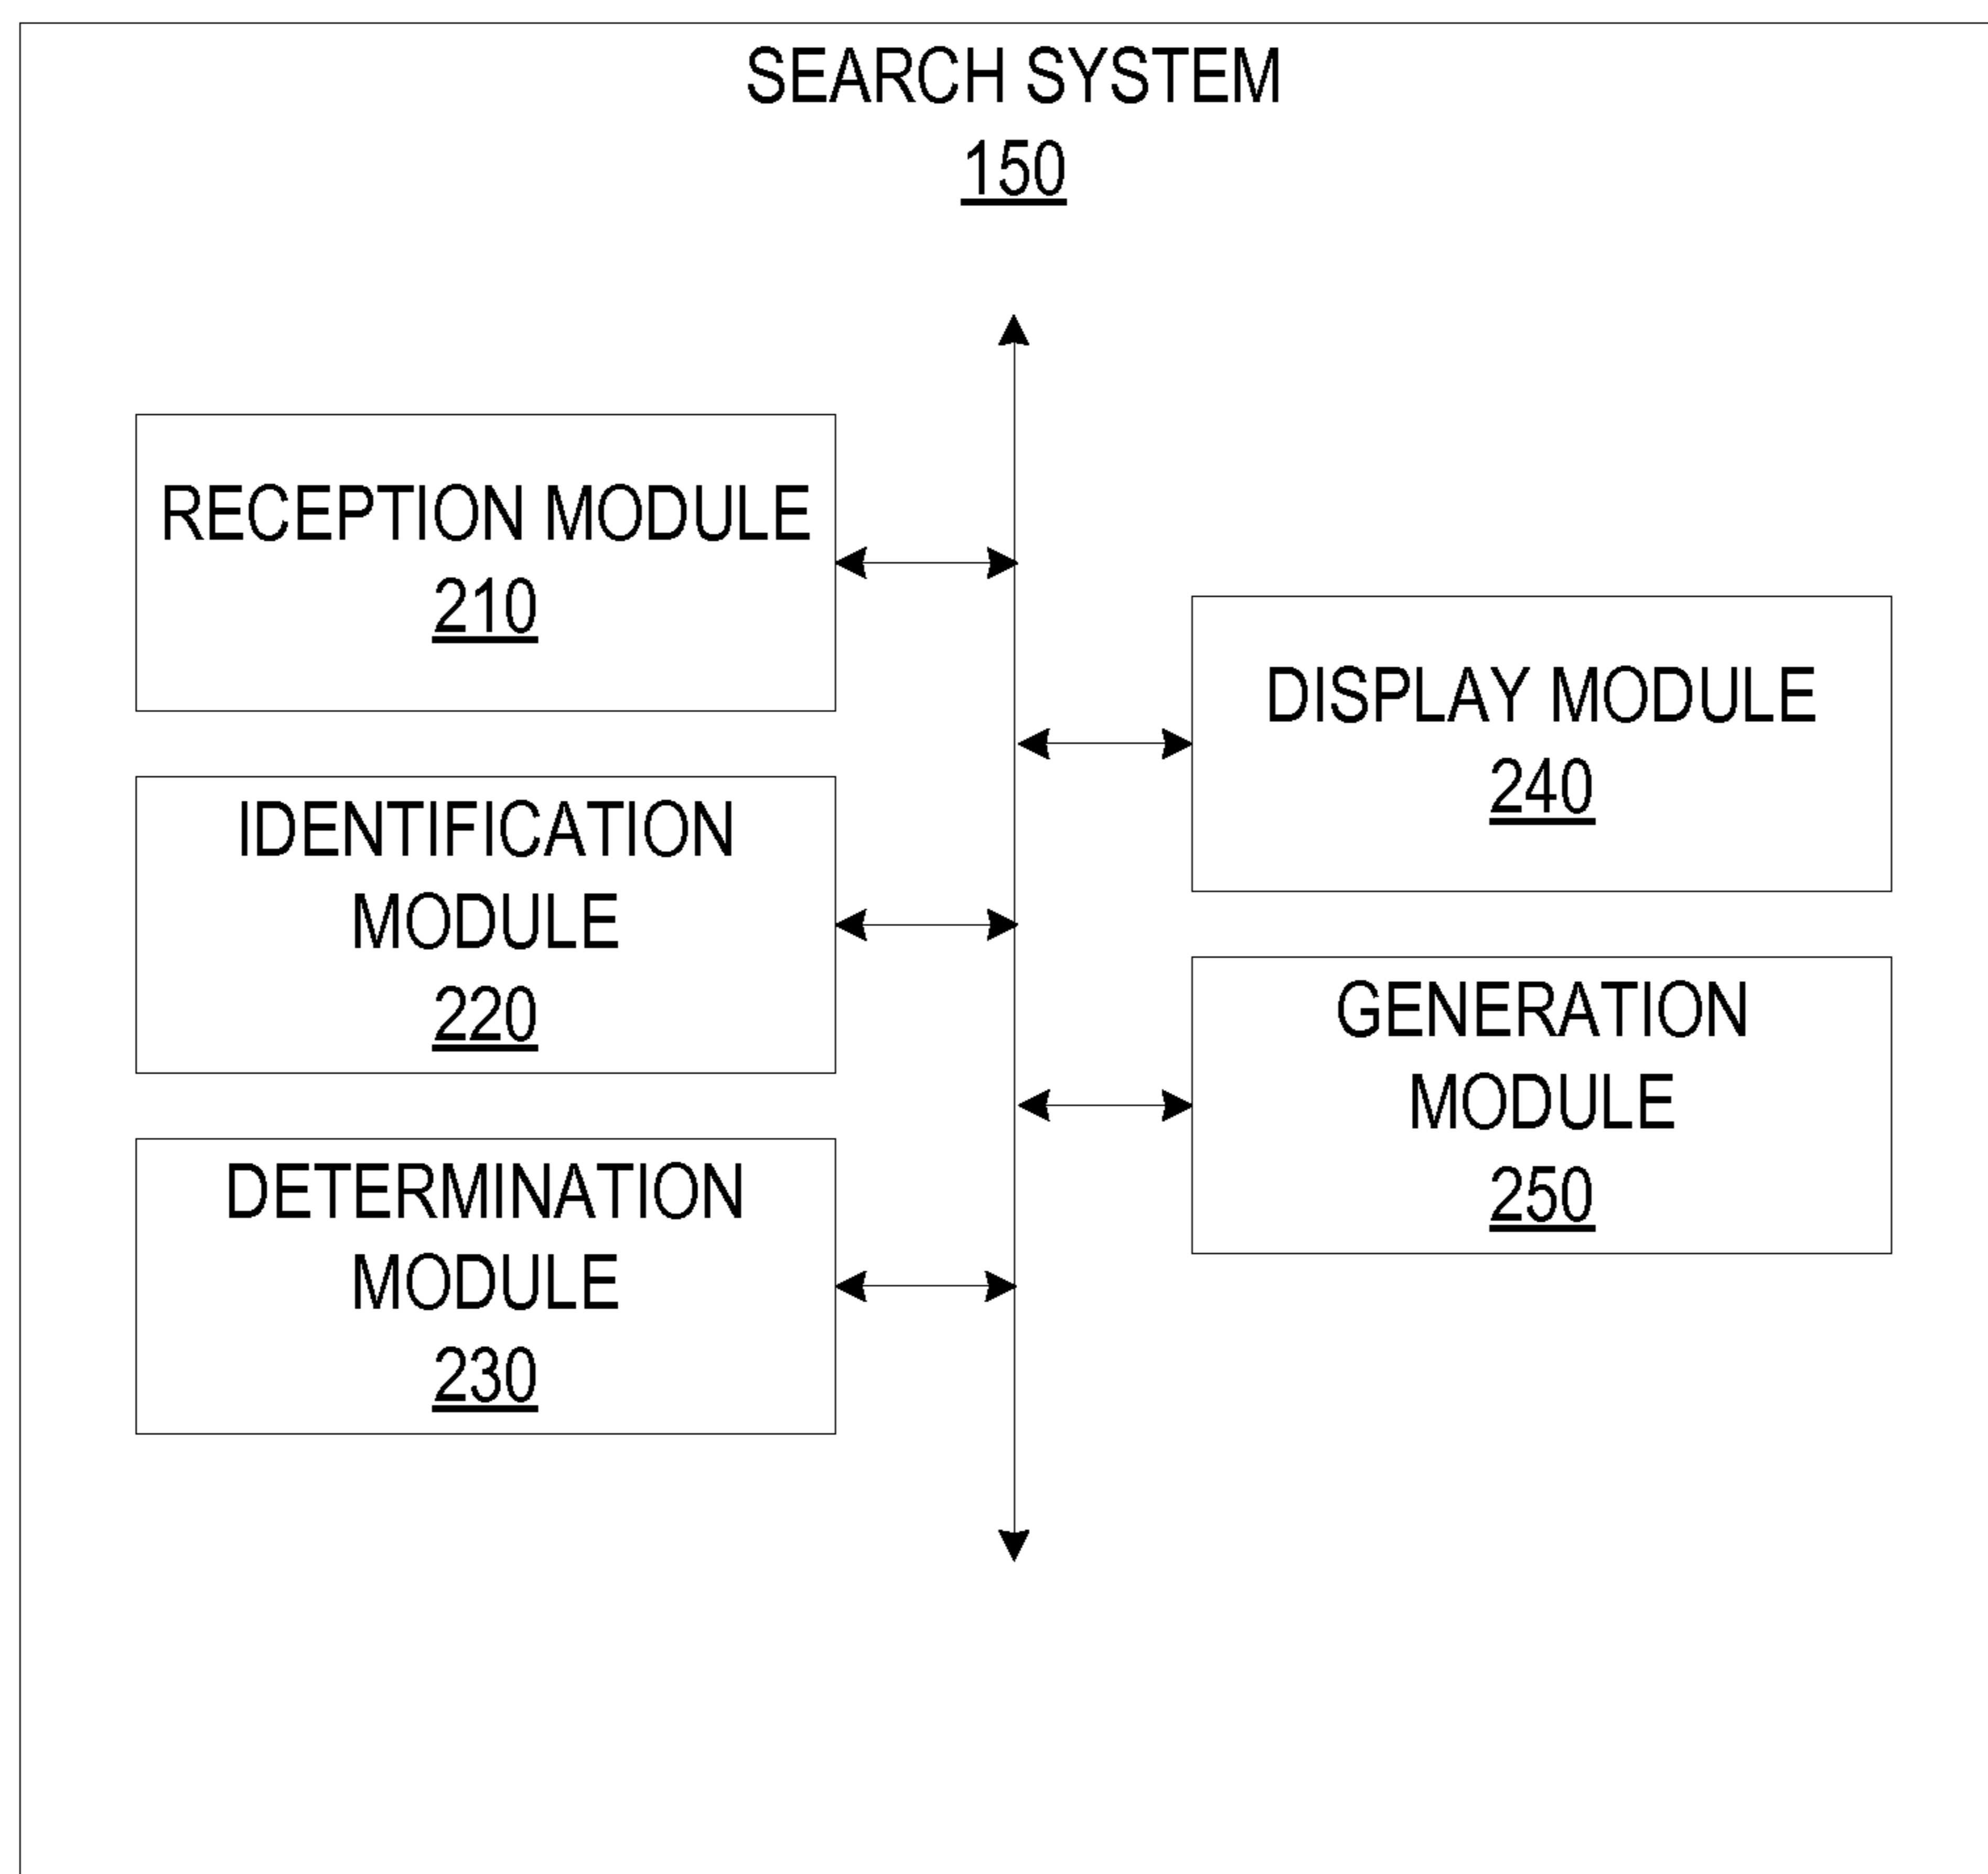 SEARCH SYSTEM
150
RECEPTION MODULE
210
IDENTIFICATION
MODULE
220
DETERMINATION
MODULE
230
DISPLAY MODULE
240
GENERATION
MODULE
250